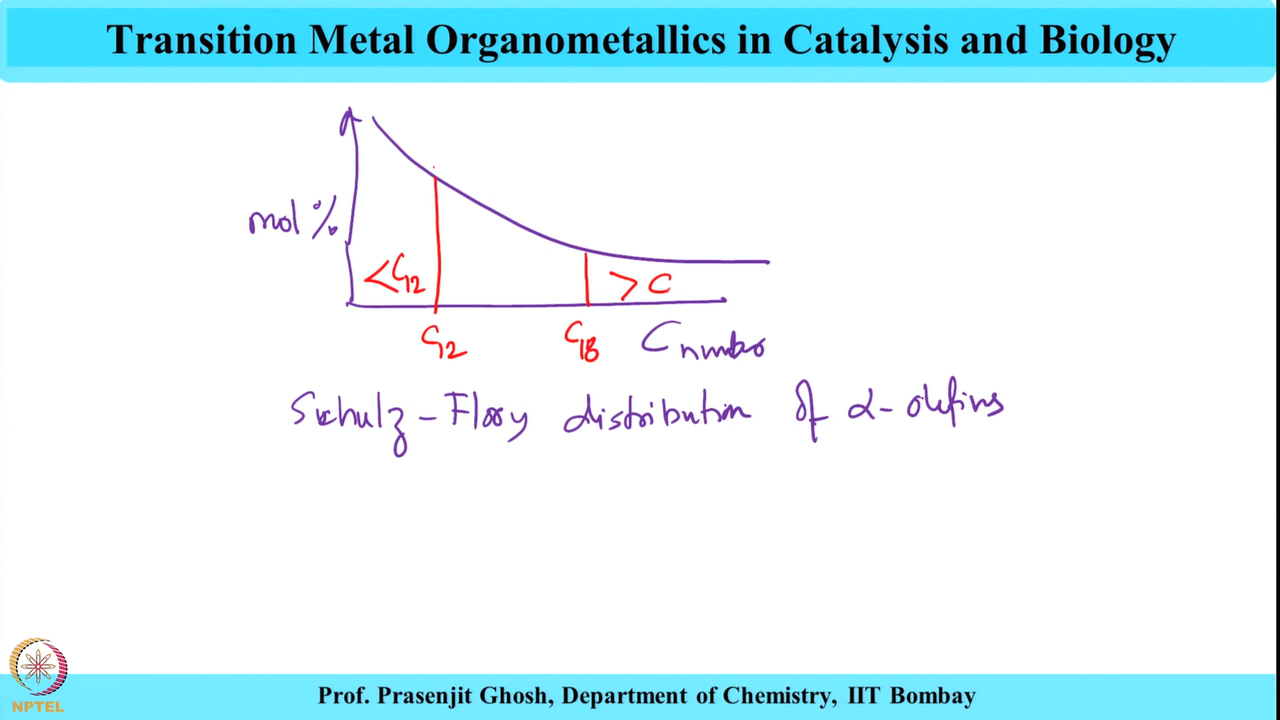 Transition Metal Organometallics in Catalysis and Biology
mol %
<C12
> C
C12
C18
C number
Schulz-Flory distribution of α-olefins
Prof. Prasenjit Ghosh, Department of Chemistry, IIT Bombay
NPTEL